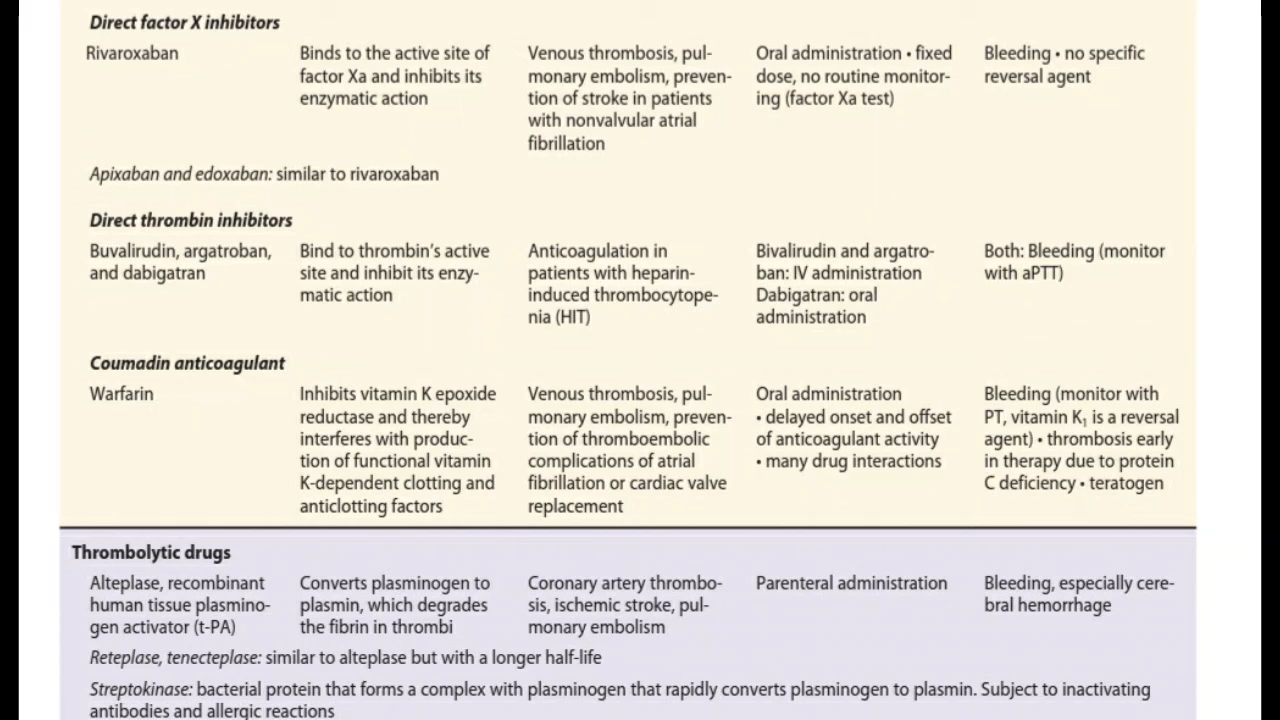 Direct factor X inhibitors
Rivaroxaban
Binds to the active site of
factor Xa and inhibits its
enzymatic action
Venous thrombosis, pul-
monary embolism, preven-
tion of stroke in patients
with nonvalvular atrial
fibrillation
Oral administration • fixed
dose, no routine monitor-
ing (factor Xa test)
Bleeding • no specific
reversal agent
Apixaban and edoxaban: similar to rivaroxaban
Direct thrombin inhibitors
Buvalirudin, argatroban,
and dabigatran
Bind to thrombin's active
site and inhibit its enzy-
matic action
Anticoagulation in
patients with heparin-
induced thrombocytope-
nia (HIT)
Bivalirudin and argatro-
ban: IV administration
Dabigatran: oral
administration
Both: Bleeding (monitor
with aPTT)
Coumadin anticoagulant
Warfarin
Inhibits vitamin K epoxide
reductase and thereby
interferes with produc-
tion of functional vitamin
K-dependent clotting and
anticlotting factors
Venous thrombosis, pul-
monary embolism, preven-
tion of thromboembolic
complications of atrial
fibrillation or cardiac valve
replacement
Oral administration
• delayed onset and offset
of anticoagulant activity
• many drug interactions
Bleeding (monitor with
PT, vitamin K₁ is a reversal
agent) • thrombosis early
in therapy due to protein
C deficiency • teratogen
Thrombolytic drugs
Alteplase, recombinant
human tissue plasmino-
gen activator (t-PA)
Converts plasminogen to
plasmin, which degrades
the fibrin in thrombi
Coronary artery thrombo-
sis, ischemic stroke, pul-
monary embolism
Parenteral administration
Bleeding, especially cere-
bral hemorrhage
Reteplase, tenecteplase: similar to alteplase but with a longer half-life
Streptokinase: bacterial protein that forms a complex with plasminogen that rapidly converts plasminogen to plasmin. Subject to inactivating
antibodies and allergic reactions